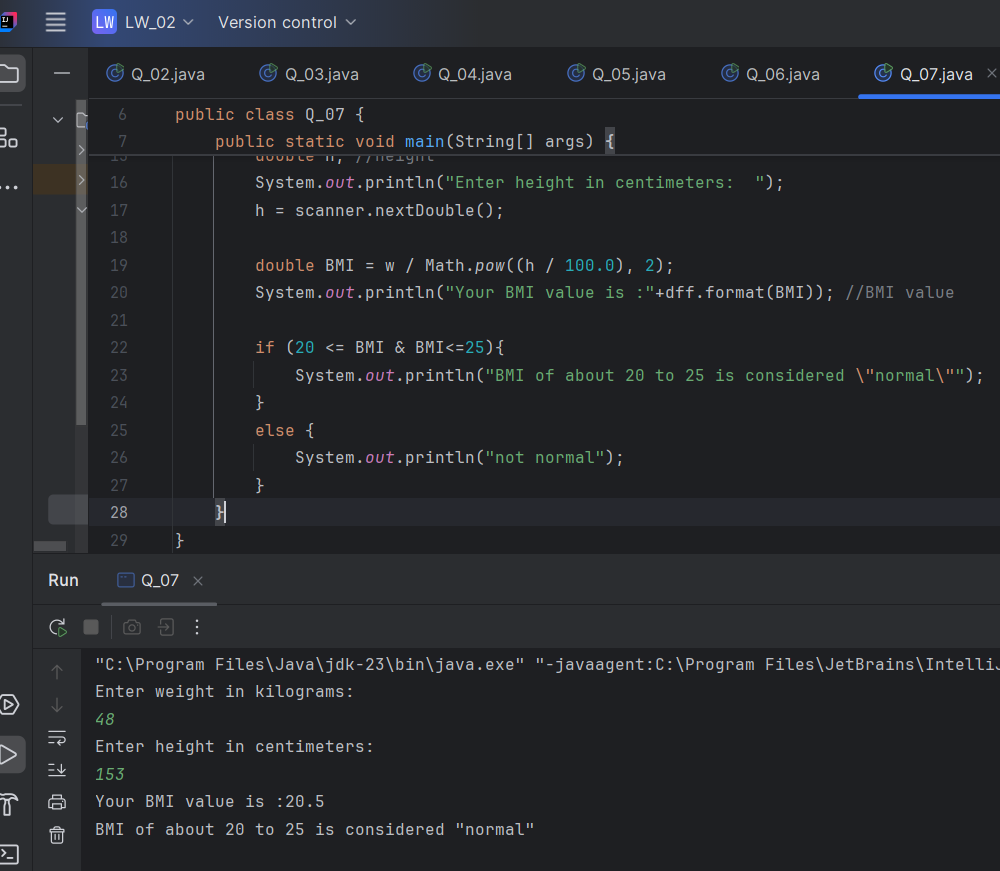 LW LW_02 Version control
Q_02.java Q_03.java Q_04.java Q_05.java Q_06.java Q_07.java
6 public class Q_07 {
7 public static void main(String[] args) {
15 double h; //height
16 System.out.println("Enter height in centimeters:  ");
17 h = scanner.nextDouble();
18
19 double BMI = w / Math.pow((h / 100.0), 2);
20 System.out.println("Your BMI value is :"+dff.format(BMI)); //BMI value
21
22 if (20 <= BMI & BMI<=25){
23 System.out.println("BMI of about 20 to 25 is considered \"normal\"");
24 }
25 else {
26 System.out.println("not normal");
27 }
28 }
29 }
Run Q_07
"C:\Program Files\Java\jdk-23\bin\java.exe" "-javaagent:C:\Program Files\JetBrains\IntelliJ
Enter weight in kilograms:
48
Enter height in centimeters:
153
Your BMI value is :20.5
BMI of about 20 to 25 is considered "normal"